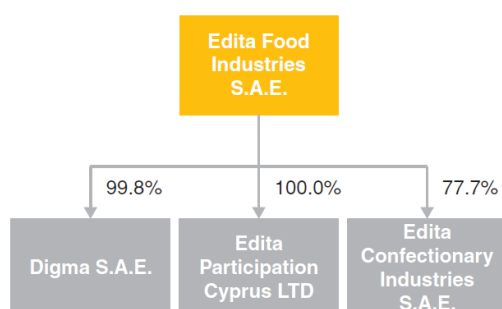 Edita Food
Industries
S.A.E.
99.8%
100.0%
77.7%
Digma S.A.E.
Edita
Participation
Cyprus LTD
Edita
Confectionary
Industries
S.A.E.